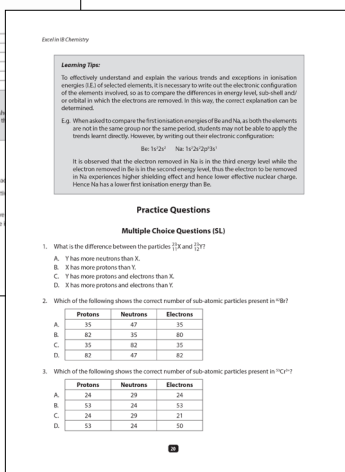 Excel in IB Chemistry
Learning Tips:
To effectively understand and explain the various trends and exceptions in ionisation
energies (I.E.) of selected elements, it is necessary to write out the electronic configuration
of the elements involved, so as to compare the differences in energy level, sub-shell and/
or orbital in which the electrons are removed. In this way, the correct explanation can be
determined.
E.g. When asked to compare the first ionisation energies of Be and Na, as both the elements
are not in the same group nor the same period, students may not be able to apply the
trends learnt directly. However, by writing out their electronic configuration:
Be: 1s²2s² Na: 1s²2s²2p⁶3s¹
It is observed that the electron removed in Na is in the third energy level while the
electron removed in Be is in the second energy level, thus the electron to be removed
in Na experiences higher shielding effect and hence lower effective nuclear charge.
Hence Na has a lower first ionisation energy than Be.
Practice Questions
Multiple Choice Questions (SL)
1. What is the difference between the particles X and Y?
A. Y has more neutrons than X.
B. X has more protons than Y.
C. Y has more protons and electrons than X.
D. X has more protons and electrons than Y.
2. Which of the following shows the correct number of sub-atomic particles present in ⁸²Br?
Protons Neutrons Electrons
A. 35 47 35
B. 82 35 80
C. 35 82 35
D. 82 47 82
3. Which of the following shows the correct number of sub-atomic particles present in ⁵³Cr³⁺?
Protons Neutrons Electrons
A. 24 29 24
B. 53 24 53
C. 24 29 21
D. 53 24 50
28